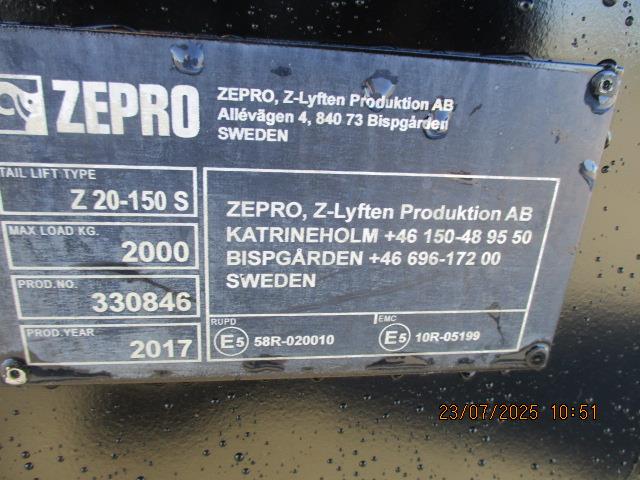 ZEPRO
ZEPRO, Z-Lyften Produktion AB
Allévägen 4, 840 73 Bispgården
SWEDEN
TAIL LIFT TYPE
Z 20-150 S
MAX LOAD KG.
2000
PROD.NO.
330846
PROD.YEAR
2017
ZEPRO, Z-Lyften Produktion AB
KATRINEHOLM +46 150-48 95 50
BISPGÅRDEN +46 696-172 00
SWEDEN
RUPD
E5 58R-020010
EMC
E5 10R-05199
23/07/2025 10:51